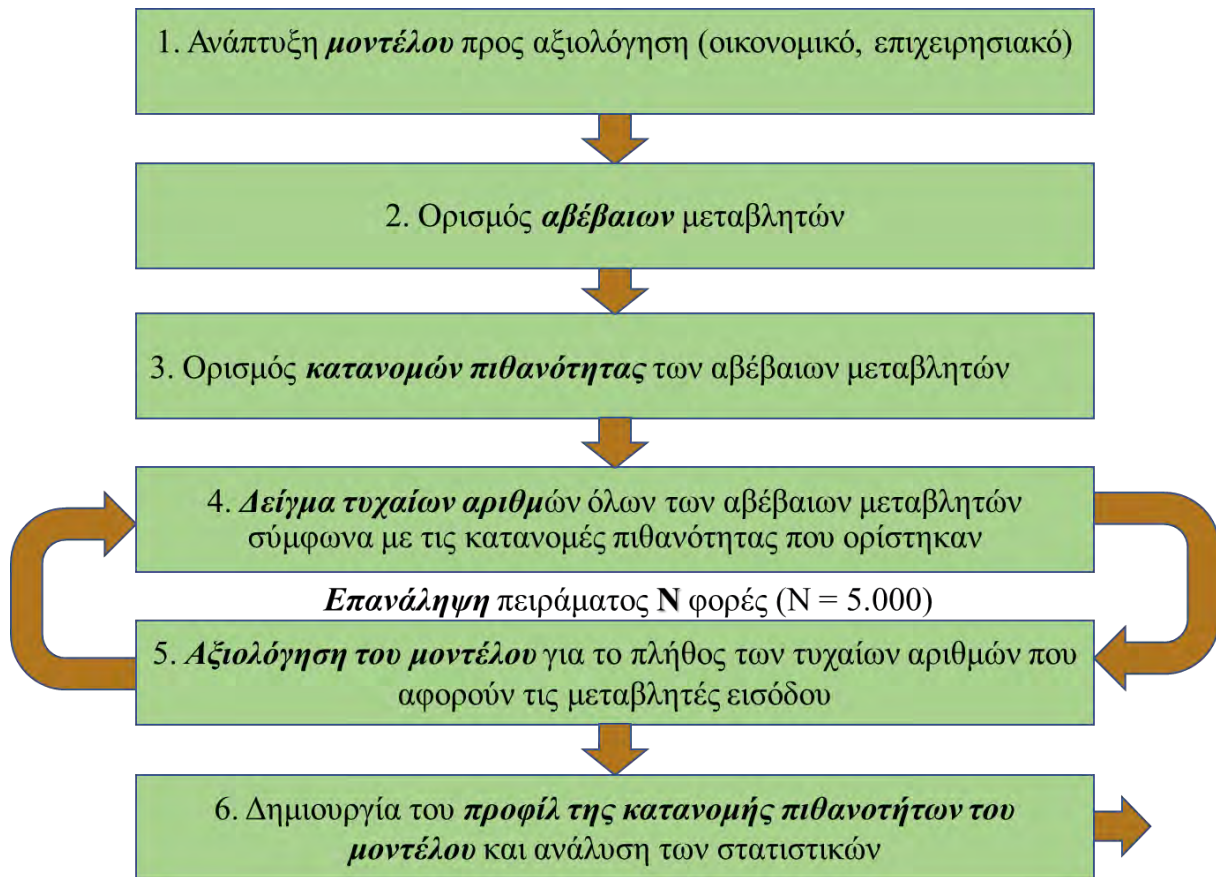 1. Ανάπτυξη μοντέλου προς αξιολόγηση (οικονομικό, επιχειρησιακό)
2. Ορισμός αβέβαιων μεταβλητών
3. Ορισμός κατανομών πιθανότητας των αβέβαιων μεταβλητών
4. Δείγμα τυχαίων αριθμών όλων των αβέβαιων μεταβλητών
σύμφωνα με τις κατανομές πιθανότητας που ορίστηκαν
Επανάληψη πειράματος N φορές (N = 5.000)
5. Αξιολόγηση του μοντέλου για το πλήθος των τυχαίων αριθμών που
αφορούν τις μεταβλητές εισόδου
6. Δημιουργία του προφίλ της κατανομής πιθανοτήτων του
μοντέλου και ανάλυση των στατιστικών